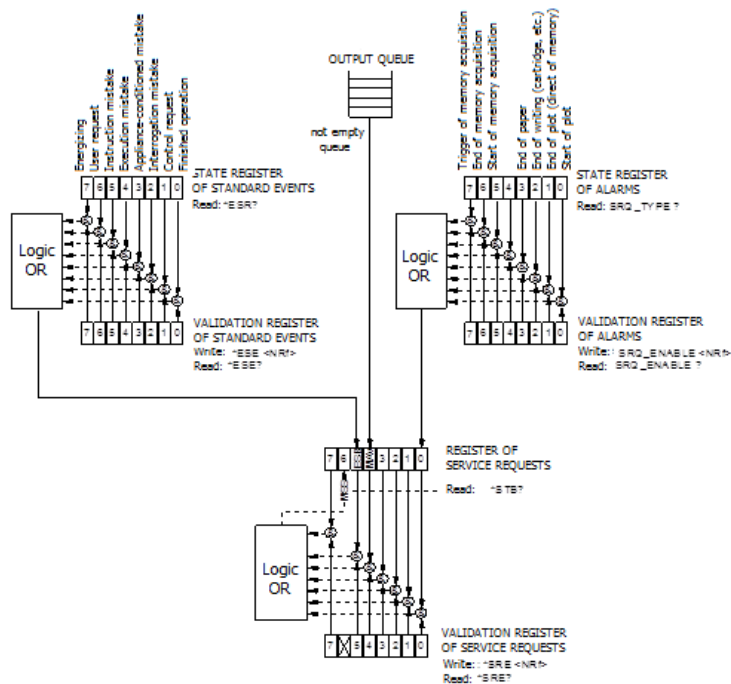 OUTPUT QUEUE
not empty
queue
Energizing
User request
Instruction mistake
Execution mistake
Appliance-conditioned mistake
Interrogation mistake
Control request
Finished operation
STATE REGISTER
OF STANDARD EVENTS
Read: *ESR?
7 6 5 4 3 2 1 0
Logic
OR
7 6 5 4 3 2 1 0
VALIDATION REGISTER
OF STANDARD EVENTS
Write: *ESE <NRf>
Read: *ESE?
Trigger of memory acquisition
End of memory acquisition
Start of memory acquisition
End of paper
End of writing (cartridge, etc.)
End of plot (direct of memory)
Start of plot
STATE REGISTER
OF ALARMS
Read: SRQ_TYPE ?
7 6 5 4 3 2 1 0
Logic
OR
7 6 5 4 3 2 1 0
VALIDATION REGISTER
OF ALARMS
Write: : SRQ_ENABLE <NRf>
Read: SRQ_ENABLE ?
7 6 ESB MAV 3 2 1 0
REGISTER OF
SERVICE REQUESTS
MSS
Read: *STB?
Logic
OR
7 5 4 3 2 1 0
VALIDATION REGISTER
OF SERVICE REQUESTS
Write: : *SRE <NRf>
Read: *SRE?